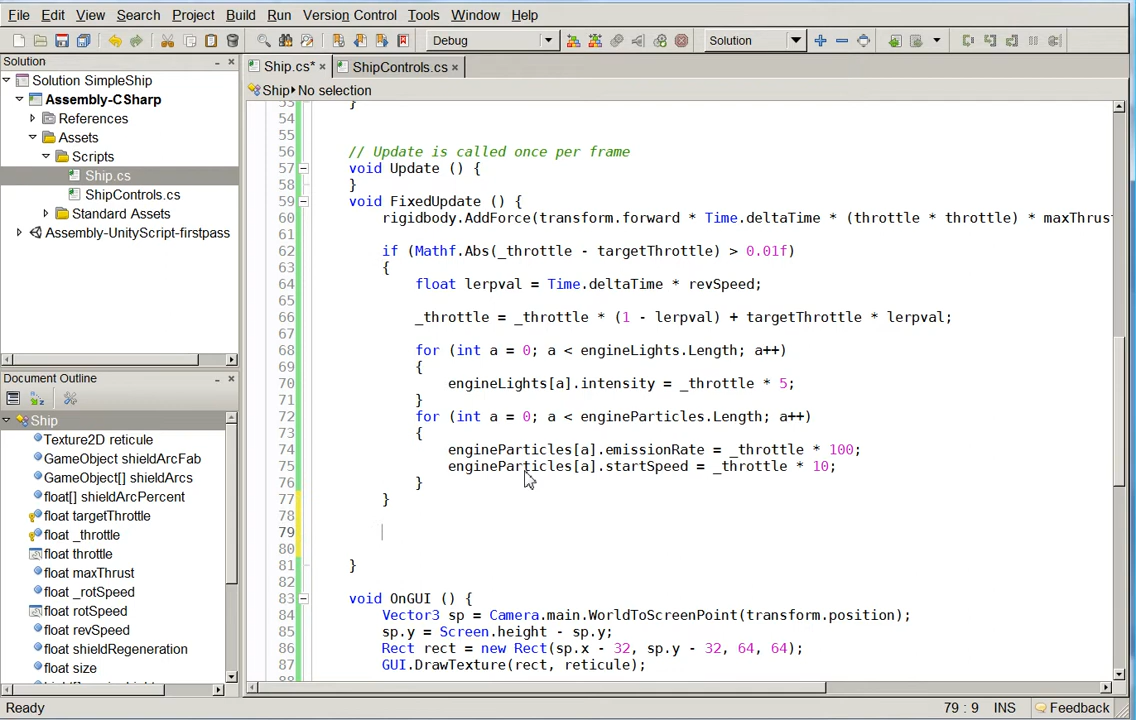 File Edit View Search Project Build Run Version Control Tools Window Help
Debug Solution
Solution
Solution SimpleShip
Assembly-CSharp
References
Assets
Scripts
Ship.cs
ShipControls.cs
Standard Assets
Assembly-UnityScript-firstpass
Document Outline
Ship
Texture2D reticule
GameObject shieldArcFab
GameObject[] shieldArcs
float[] shieldArcPercent
float targetThrottle
float _throttle
float throttle
float maxThrust
float _rotSpeed
float rotSpeed
float revSpeed
float shieldRegeneration
float size
Ship.cs* × ShipControls.cs ×
Ship No selection
53 }
54
55
56 // Update is called once per frame
57 void Update () {
58 }
59 void FixedUpdate () {
60 rigidbody.AddForce(transform.forward * Time.deltaTime * (throttle * throttle) * maxThrust
61
62 if (Mathf.Abs(_throttle - targetThrottle) > 0.01f)
63 {
64 float lerpval = Time.deltaTime * revSpeed;
65
66 _throttle = _throttle * (1 - lerpval) + targetThrottle * lerpval;
67
68 for (int a = 0; a < engineLights.Length; a++)
69 {
70 engineLights[a].intensity = _throttle * 5;
71 }
72 for (int a = 0; a < engineParticles.Length; a++)
73 {
74 engineParticles[a].emissionRate = _throttle * 100;
75 engineParticles[a].startSpeed = _throttle * 10;
76 }
77 }
78
79
80
81 }
82
83 void OnGUI () {
84 Vector3 sp = Camera.main.WorldToScreenPoint(transform.position);
85 sp.y = Screen.height - sp.y;
86 Rect rect = new Rect(sp.x - 32, sp.y - 32, 64, 64);
87 GUI.DrawTexture(rect, reticule);
Ready 79 : 9 INS Feedback